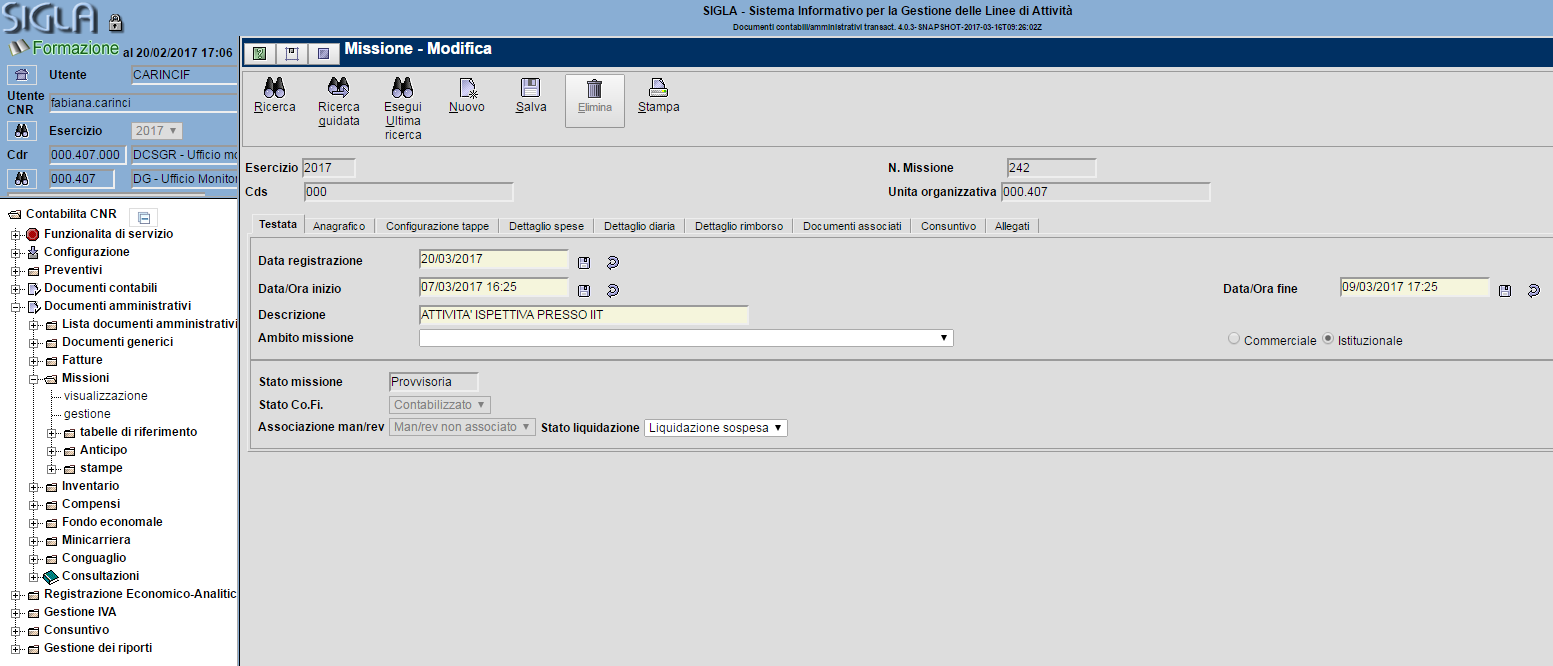 SIGLA
SIGLA - Sistema Informativo per la Gestione delle Linee di Attività
Documenti contabili/amministrativi transact. 4.0.3-SNAPSHOT-2017-03-16T09:26:02Z
Formazione al 20/02/2017 17:06
Utente CARINCIF
Utente CNR fabiana.carinci
Esercizio 2017
Cdr 000.407.000 DCSGR - Ufficio mo
000.407 DG - Ufficio Monitor
Contabilita CNR
Funzionalita di servizio
Configurazione
Preventivi
Documenti contabili
Documenti amministrativi
Lista documenti amministrativi
Documenti generici
Fatture
Missioni
visualizzazione
gestione
tabelle di riferimento
Anticipo
stampe
Inventario
Compensi
Fondo economale
Minicarriera
Conguaglio
Consultazioni
Registrazione Economico-Analitic
Gestione IVA
Consuntivo
Gestione dei riporti
Missione - Modifica
Ricerca
Ricerca guidata
Esegui Ultima ricerca
Nuovo
Salva
Elimina
Stampa
Esercizio 2017 N. Missione 242
Cds 000 Unita organizzativa 000.407
Testata Anagrafico Configurazione tappe Dettaglio spese Dettaglio diaria Dettaglio rimborso Documenti associati Consuntivo Allegati
Data registrazione 20/03/2017
Data/Ora inizio 07/03/2017 16:25 Data/Ora fine 09/03/2017 17:25
Descrizione ATTIVITA' ISPETTIVA PRESSO IIT
Ambito missione Commerciale Istituzionale
Stato missione Provvisoria
Stato Co.Fi. Contabilizzato
Associazione man/rev Man/rev non associato Stato liquidazione Liquidazione sospesa